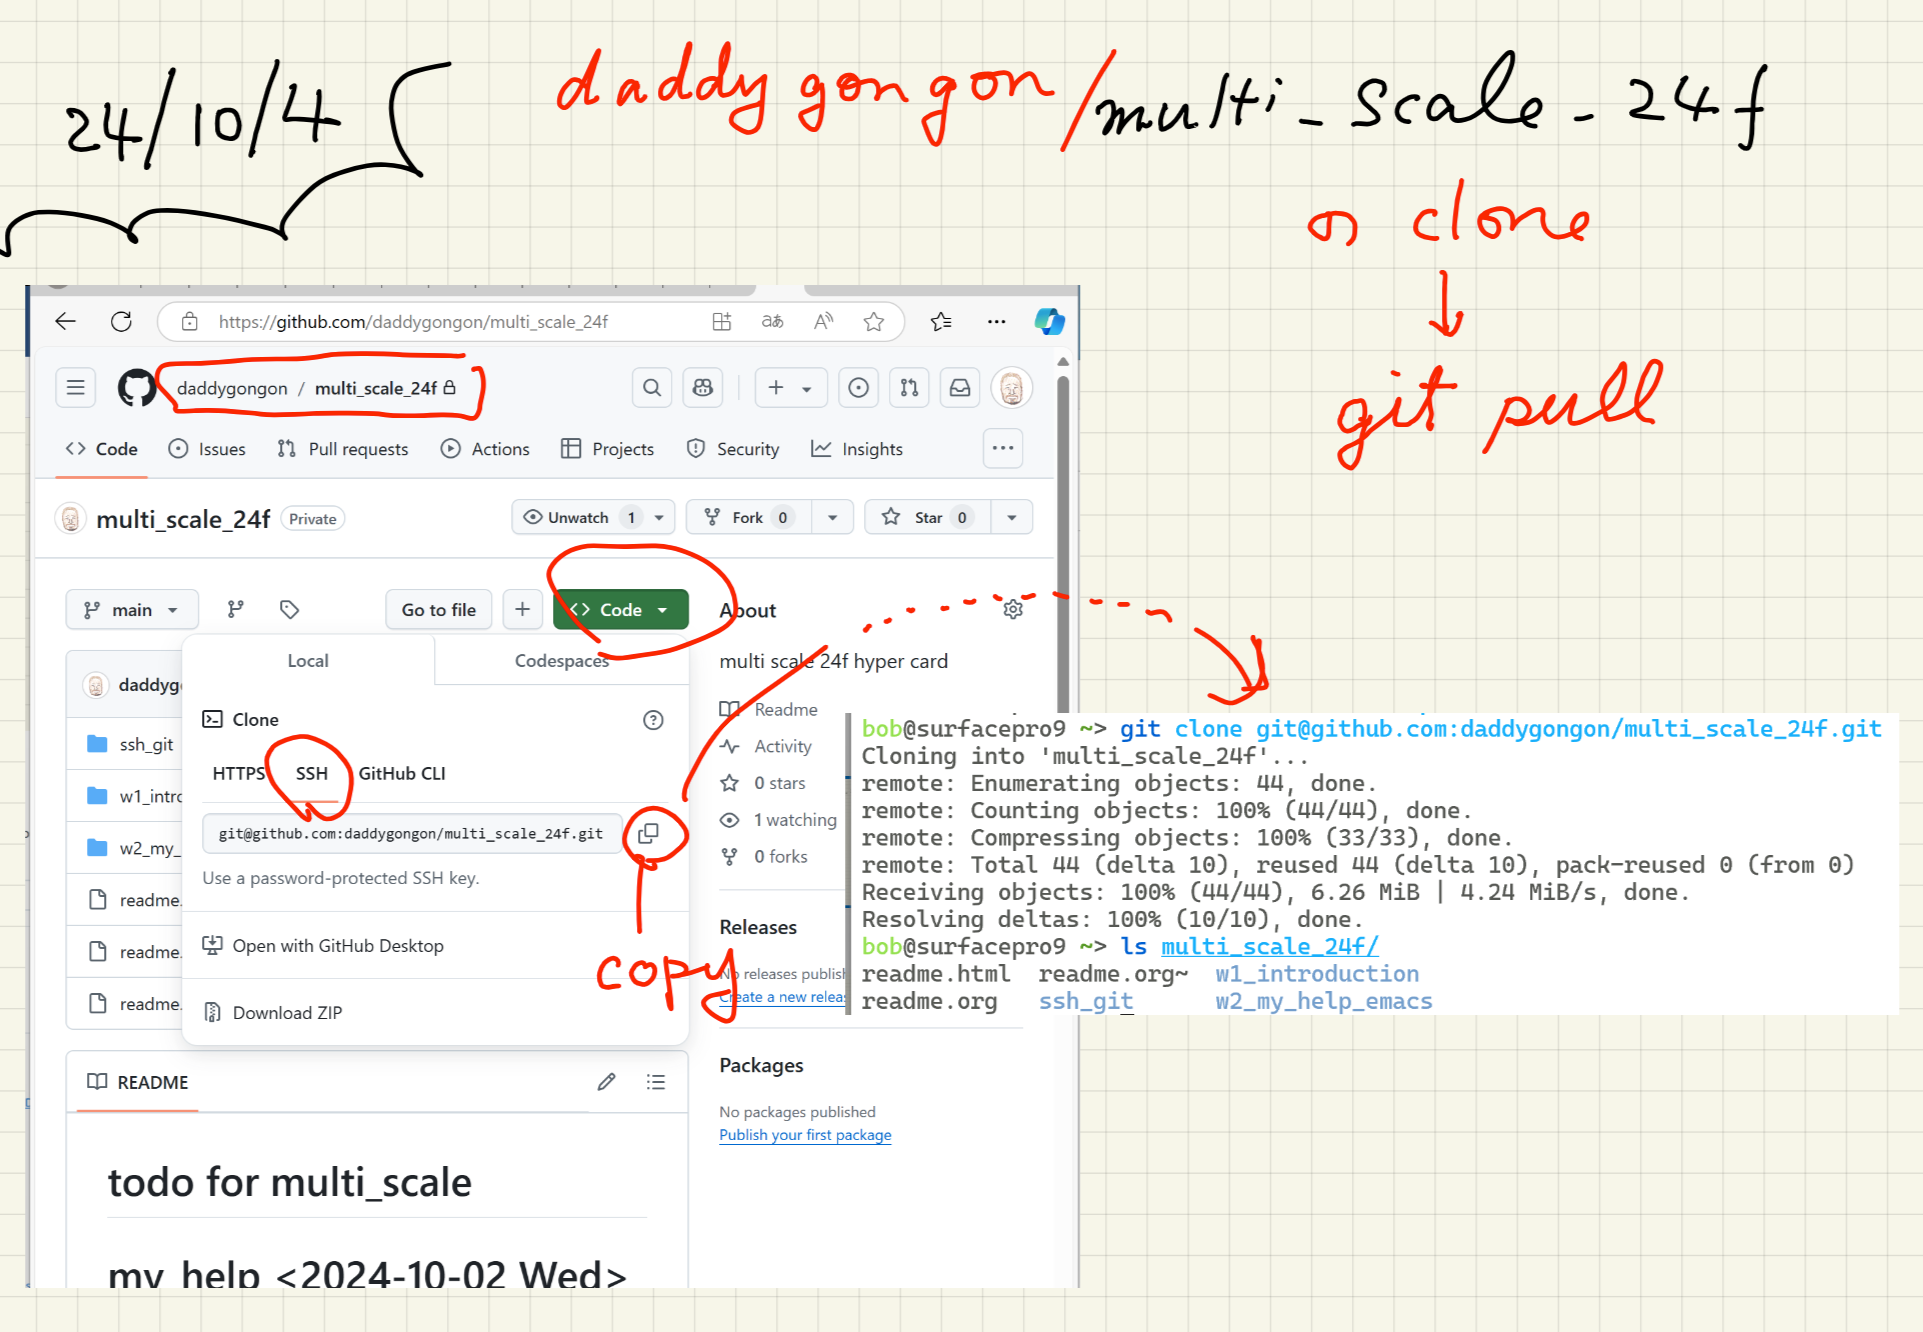 24/10/4
daddygongon/multi_scale_24f
の clone
git pull
https://github.com/daddygongon/multi_scale_24f
daddygongon / multi_scale_24f
Code Issues Pull requests Actions Projects Security Insights
multi_scale_24f Private
Unwatch 1 Fork 0 Star 0
main Go to file Code
About
multi scale 24f hyper card
Readme
Activity
0 stars
1 watching
0 forks
Releases
No releases publish
Create a new releas
Packages
No packages published
Publish your first package
Local Codespaces
Clone
HTTPS SSH GitHub CLI
git@github.com:daddygongon/multi_scale_24f.git
Use a password-protected SSH key.
Open with GitHub Desktop
Download ZIP
copy
daddyg
ssh_git
w1_intro
w2_my_
readme.
readme.
readme.
README
todo for multi_scale
my_help <2024-10-02 Wed>
bob@surfacepro9 ~> git clone git@github.com:daddygongon/multi_scale_24f.git
Cloning into 'multi_scale_24f'...
remote: Enumerating objects: 44, done.
remote: Counting objects: 100% (44/44), done.
remote: Compressing objects: 100% (33/33), done.
remote: Total 44 (delta 10), reused 44 (delta 10), pack-reused 0 (from 0)
Receiving objects: 100% (44/44), 6.26 MiB | 4.24 MiB/s, done.
Resolving deltas: 100% (10/10), done.
bob@surfacepro9 ~> ls multi_scale_24f/
readme.html readme.org~ w1_introduction
readme.org ssh_git w2_my_help_emacs